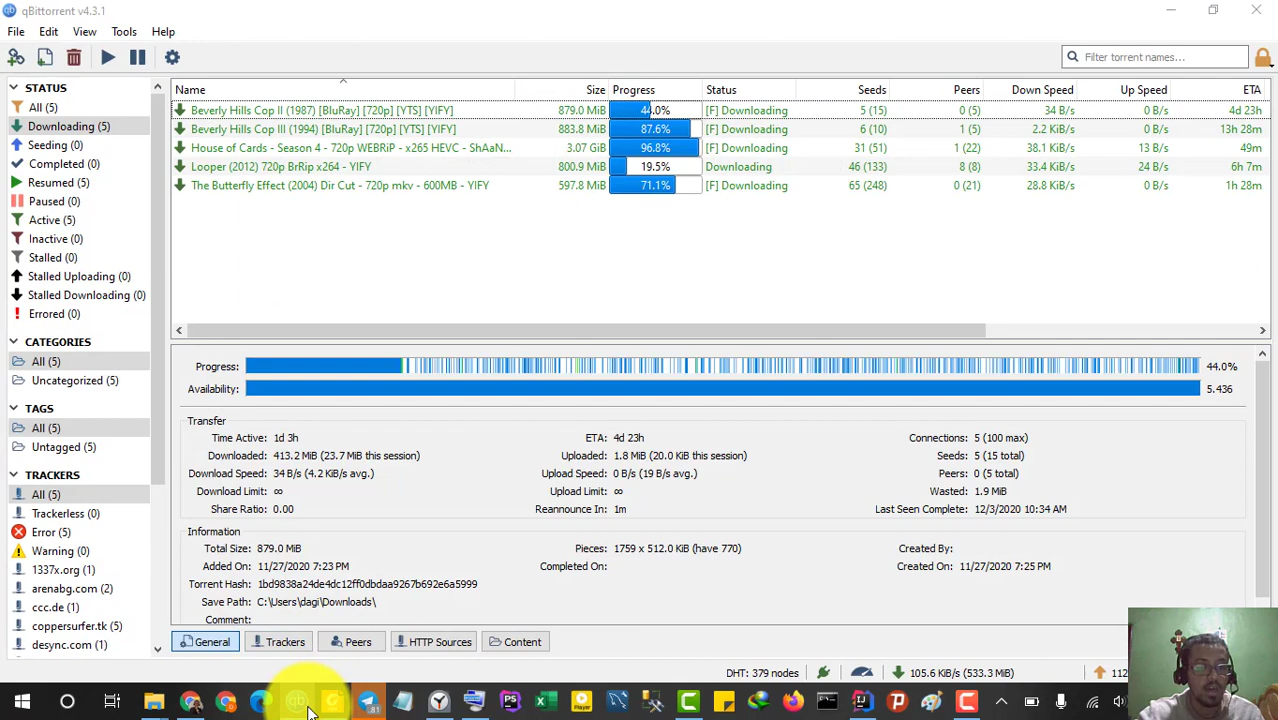 qBittorrent v4.3.1
File Edit View Tools Help
Filter torrent names...
STATUS
All (5)
Downloading (5)
Seeding (0)
Completed (0)
Resumed (5)
Paused (0)
Active (5)
Inactive (0)
Stalled (0)
Stalled Uploading (0)
Stalled Downloading (0)
Errored (0)
CATEGORIES
All (5)
Uncategorized (5)
TAGS
All (5)
Untagged (5)
TRACKERS
All (5)
Trackerless (0)
Error (5)
Warning (0)
1337x.org (1)
arenabg.com (2)
ccc.de (1)
coppersurfer.tk (5)
desync.com (1)
Name Size Progress Status Seeds Peers Down Speed Up Speed ETA
Beverly Hills Cop II (1987) [BluRay] [720p] [YTS] [YIFY] 879.0 MiB 44.0% [F] Downloading 5 (15) 0 (5) 34 B/s 0 B/s 4d 23h
Beverly Hills Cop III (1994) [BluRay] [720p] [YTS] [YIFY] 883.8 MiB 87.6% [F] Downloading 6 (10) 1 (5) 2.2 KiB/s 0 B/s 13h 28m
House of Cards - Season 4 - 720p WEBRiP - x265 HEVC - ShAaN... 3.07 GiB 96.8% [F] Downloading 31 (51) 1 (22) 38.1 KiB/s 13 B/s 49m
Looper (2012) 720p BrRip x264 - YIFY 800.9 MiB 19.5% Downloading 46 (133) 8 (8) 33.4 KiB/s 24 B/s 6h 7m
The Butterfly Effect (2004) Dir Cut - 720p mkv - 600MB - YIFY 597.8 MiB 71.1% [F] Downloading 65 (248) 0 (21) 28.8 KiB/s 0 B/s 1h 28m
Progress: 44.0%
Availability: 5.436
Transfer
Time Active: 1d 3h ETA: 4d 23h Connections: 5 (100 max)
Downloaded: 413.2 MiB (23.7 MiB this session) Uploaded: 1.8 MiB (20.0 KiB this session) Seeds: 5 (15 total)
Download Speed: 34 B/s (4.2 KiB/s avg.) Upload Speed: 0 B/s (19 B/s avg.) Peers: 0 (5 total)
Download Limit: ∞ Upload Limit: ∞ Wasted: 1.9 MiB
Share Ratio: 0.00 Reannounce In: 1m Last Seen Complete: 12/3/2020 10:34 AM
Information
Total Size: 879.0 MiB Pieces: 1759 x 512.0 KiB (have 770) Created By:
Added On: 11/27/2020 7:23 PM Completed On: Created On: 11/27/2020 7:25 PM
Torrent Hash: 1bd9838a24de4dc12ff0dbdaa9267b692e6a5999
Save Path: C:\Users\dagi\Downloads\
Comment:
General Trackers Peers HTTP Sources Content
DHT: 379 nodes 105.6 KiB/s (533.3 MiB) 112